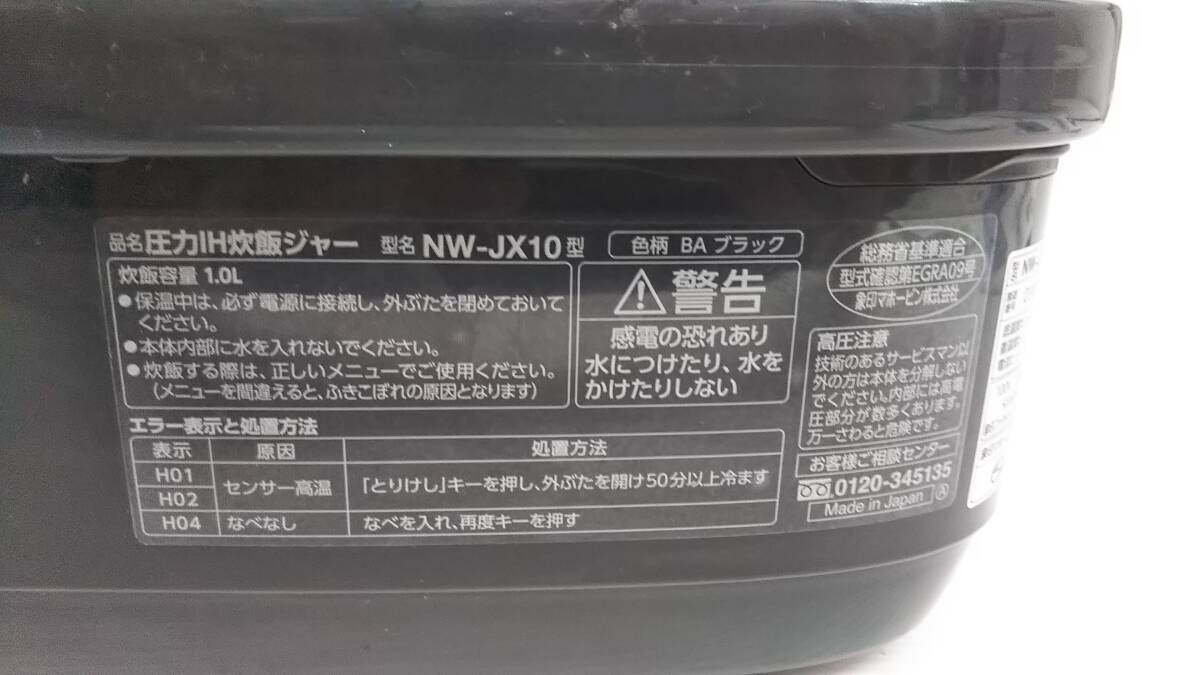 品名 圧力IH炊飯ジャー 型名 NW-JX10型 色柄 BA ブラック
炊飯容量 1.0L
●保温中は、必ず電源に接続し、外ぶたを閉めておいて
ください。
●本体内部に水を入れないでください。
●炊飯する際は、正しいメニューでご使用ください。
(メニューを間違えると、ふきこぼれの原因となります)
エラー表示と処置方法
表示 原因 処置方法
H01
H02
センサー高温 「とりけし」キーを押し、外ぶたを開け50分以上冷ます
H04 なべなし なべを入れ、再度キーを押す
警告
感電の恐れあり
水につけたり、水を
かけたりしない
総務省基準適合
型式確認第EGRA09号
象印マホービン株式会社
高圧注意
技術のあるサービスマン以
外の方は本体を分解しない
でください。内部には高電
圧部分が数多くあります。
万一さわると危険です。
お客様ご相談センター
0120-345135
Made in Japan Ⓐ
型 NW-